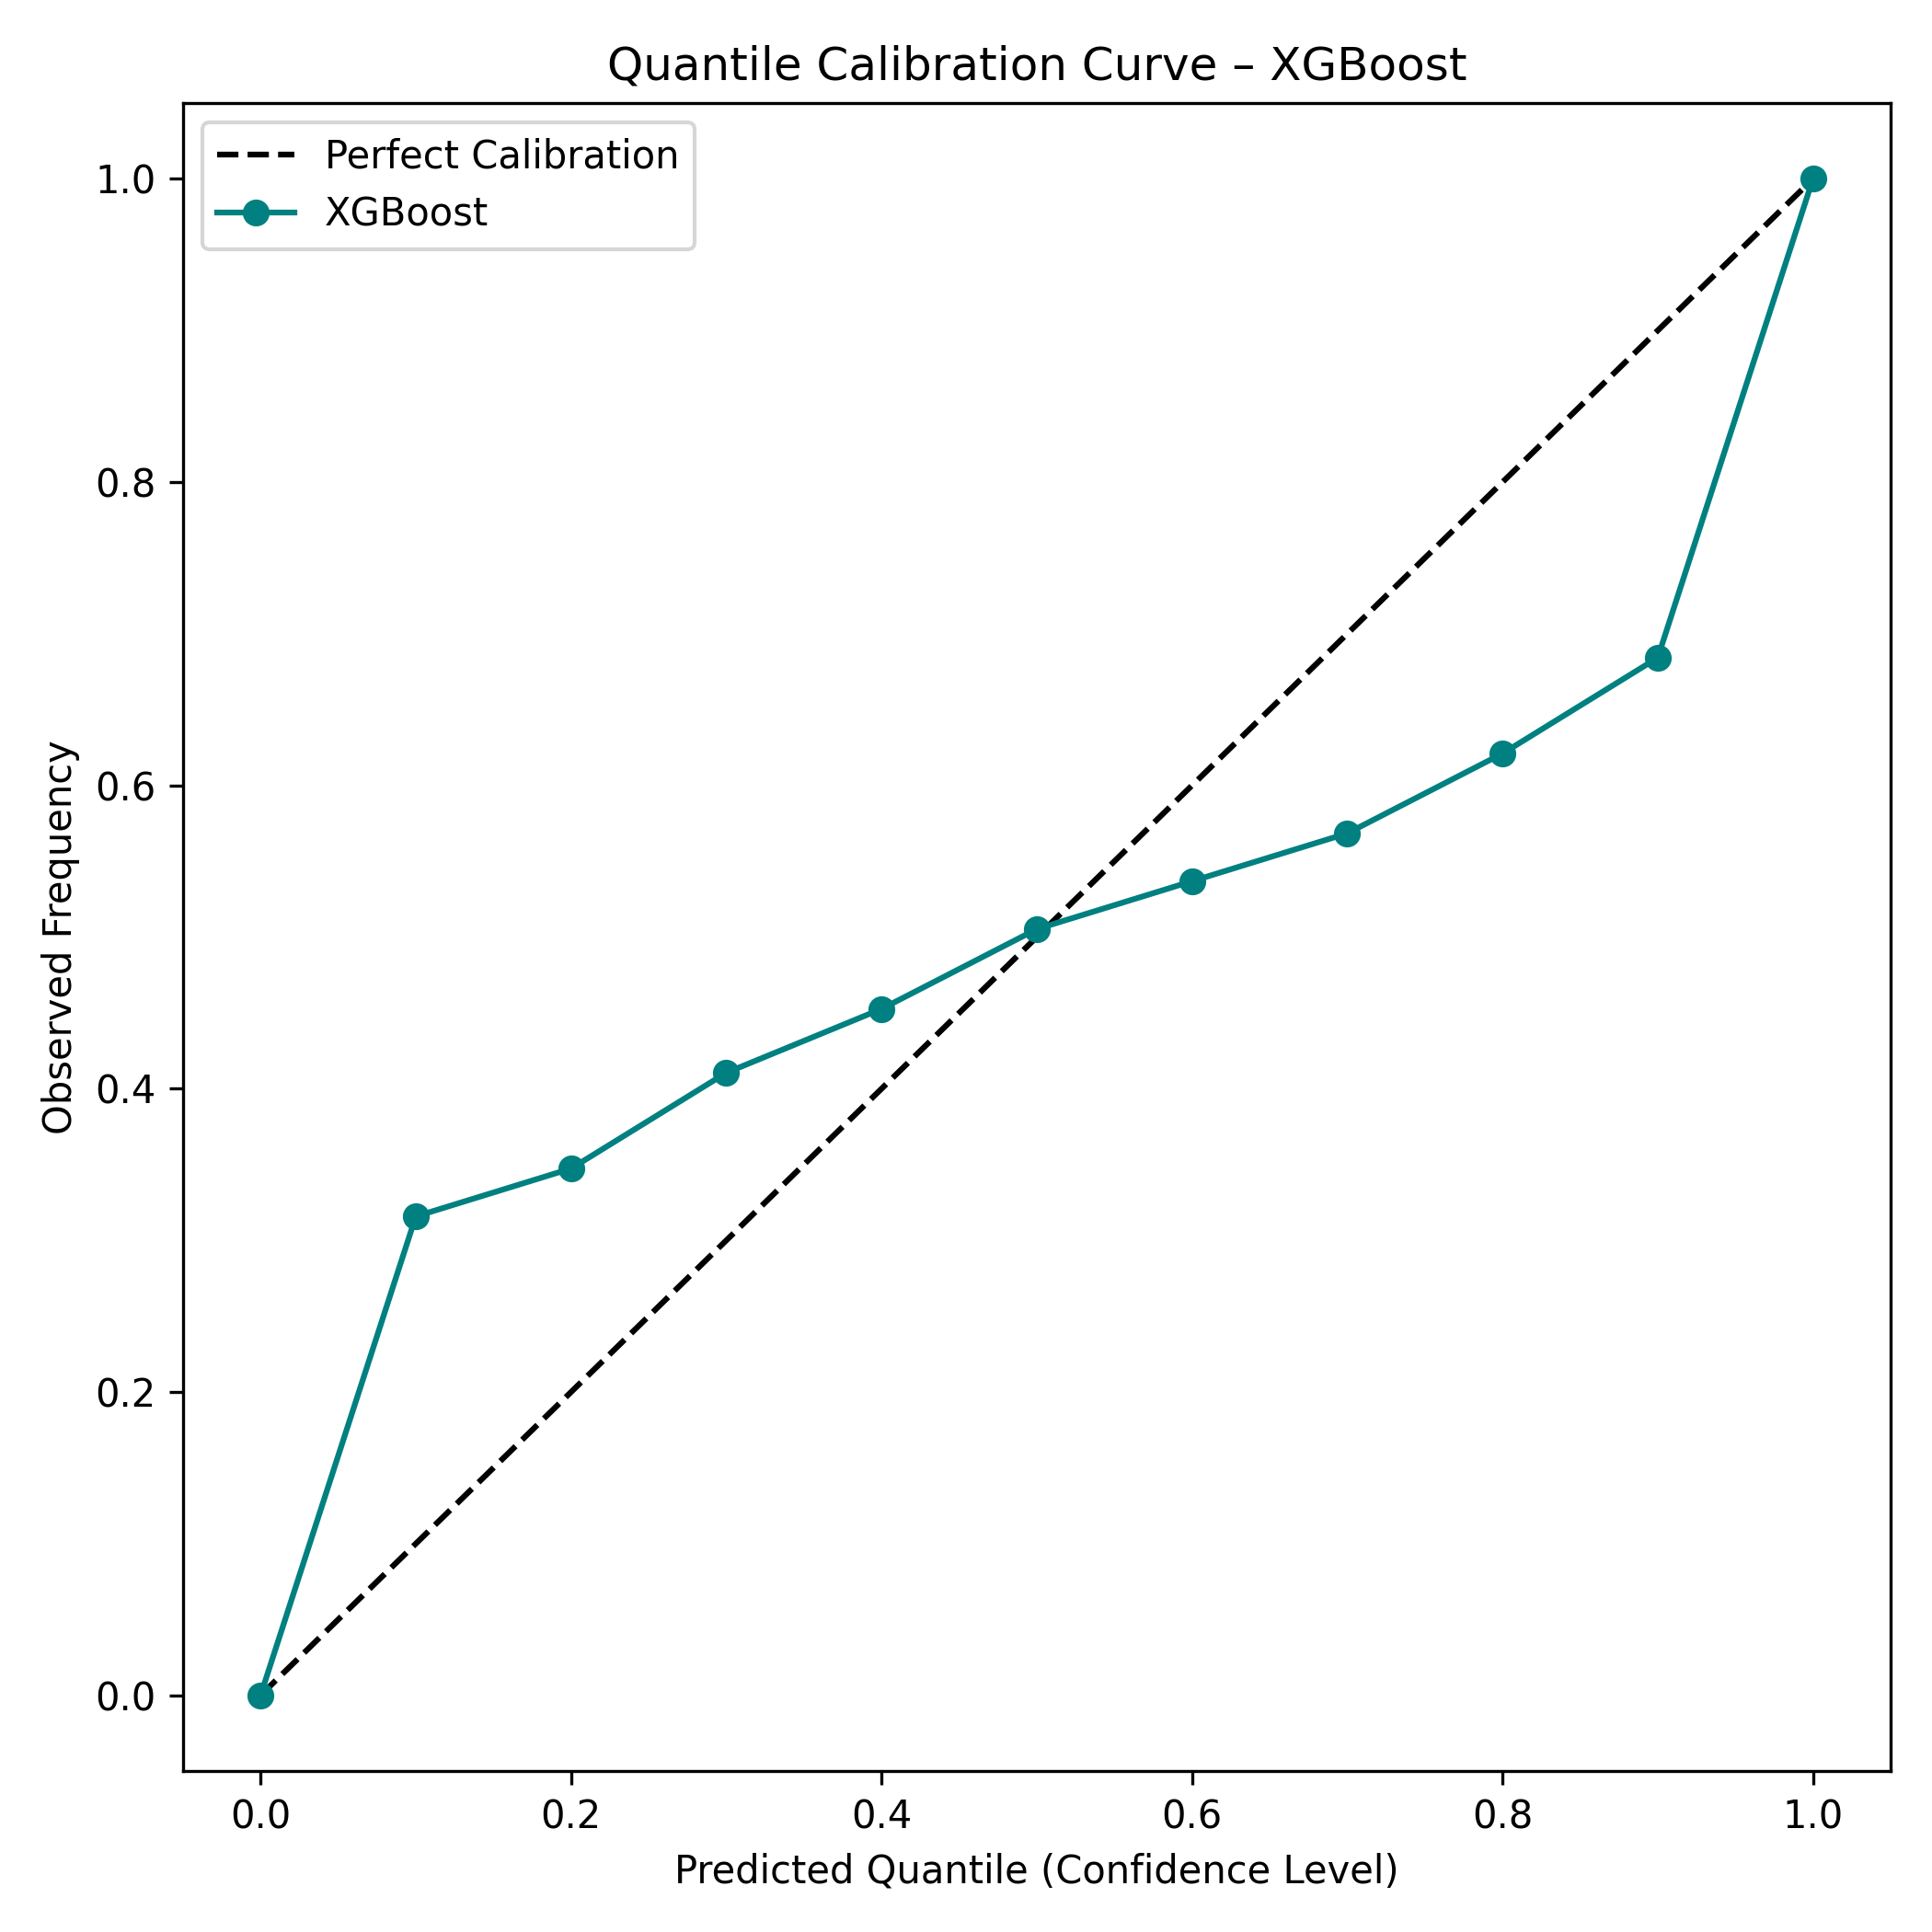 Quantile Calibration Curve – XGBoost
Perfect Calibration
XGBoost
Observed Frequency
1.0
0.8
0.6
0.4
0.2
0.0
0.0 0.2 0.4 0.6 0.8 1.0
Predicted Quantile (Confidence Level)